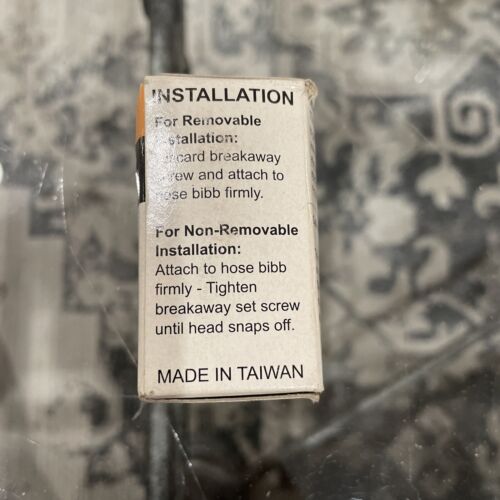 INSTALLATION
For Removable
Installation:
Discard breakaway
screw and attach to
hose bibb firmly.
For Non-Removable
Installation:
Attach to hose bibb
firmly - Tighten
breakaway set screw
until head snaps off.
MADE IN TAIWAN